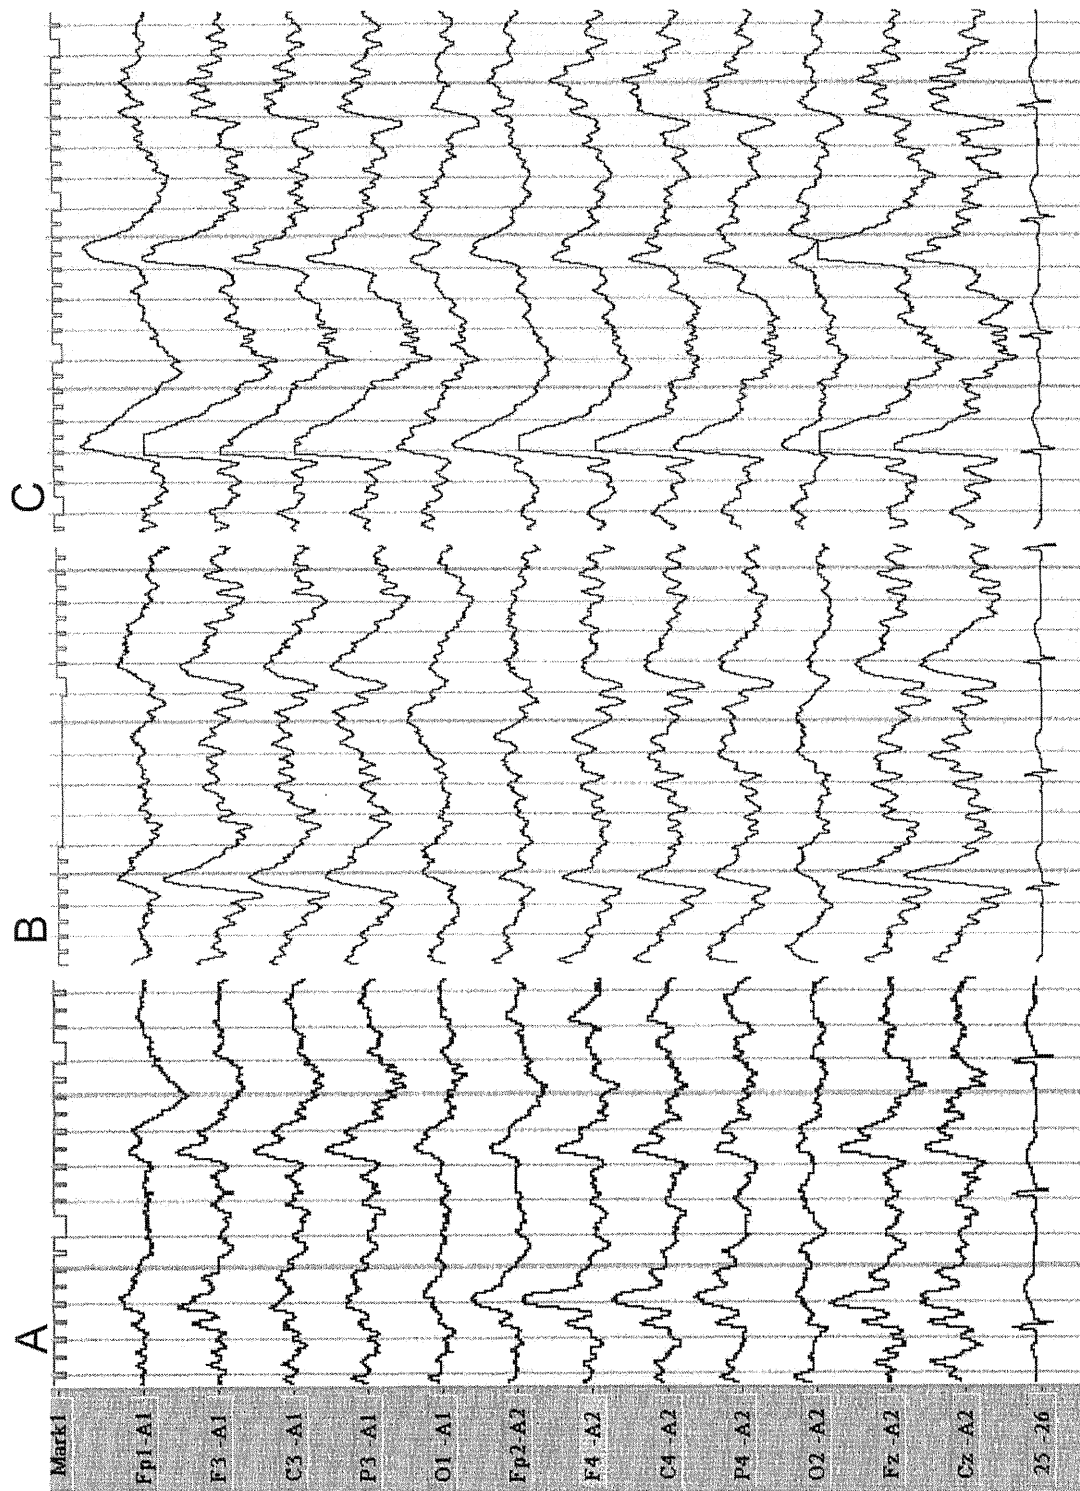 A
B
C
Mark1
Fp1-A1
F3-A1
C3-A1
P3-A1
O1-A1
Fp2-A2
F4-A2
C4-A2
P4-A2
O2-A2
Fz-A2
Cz-A2
25-26